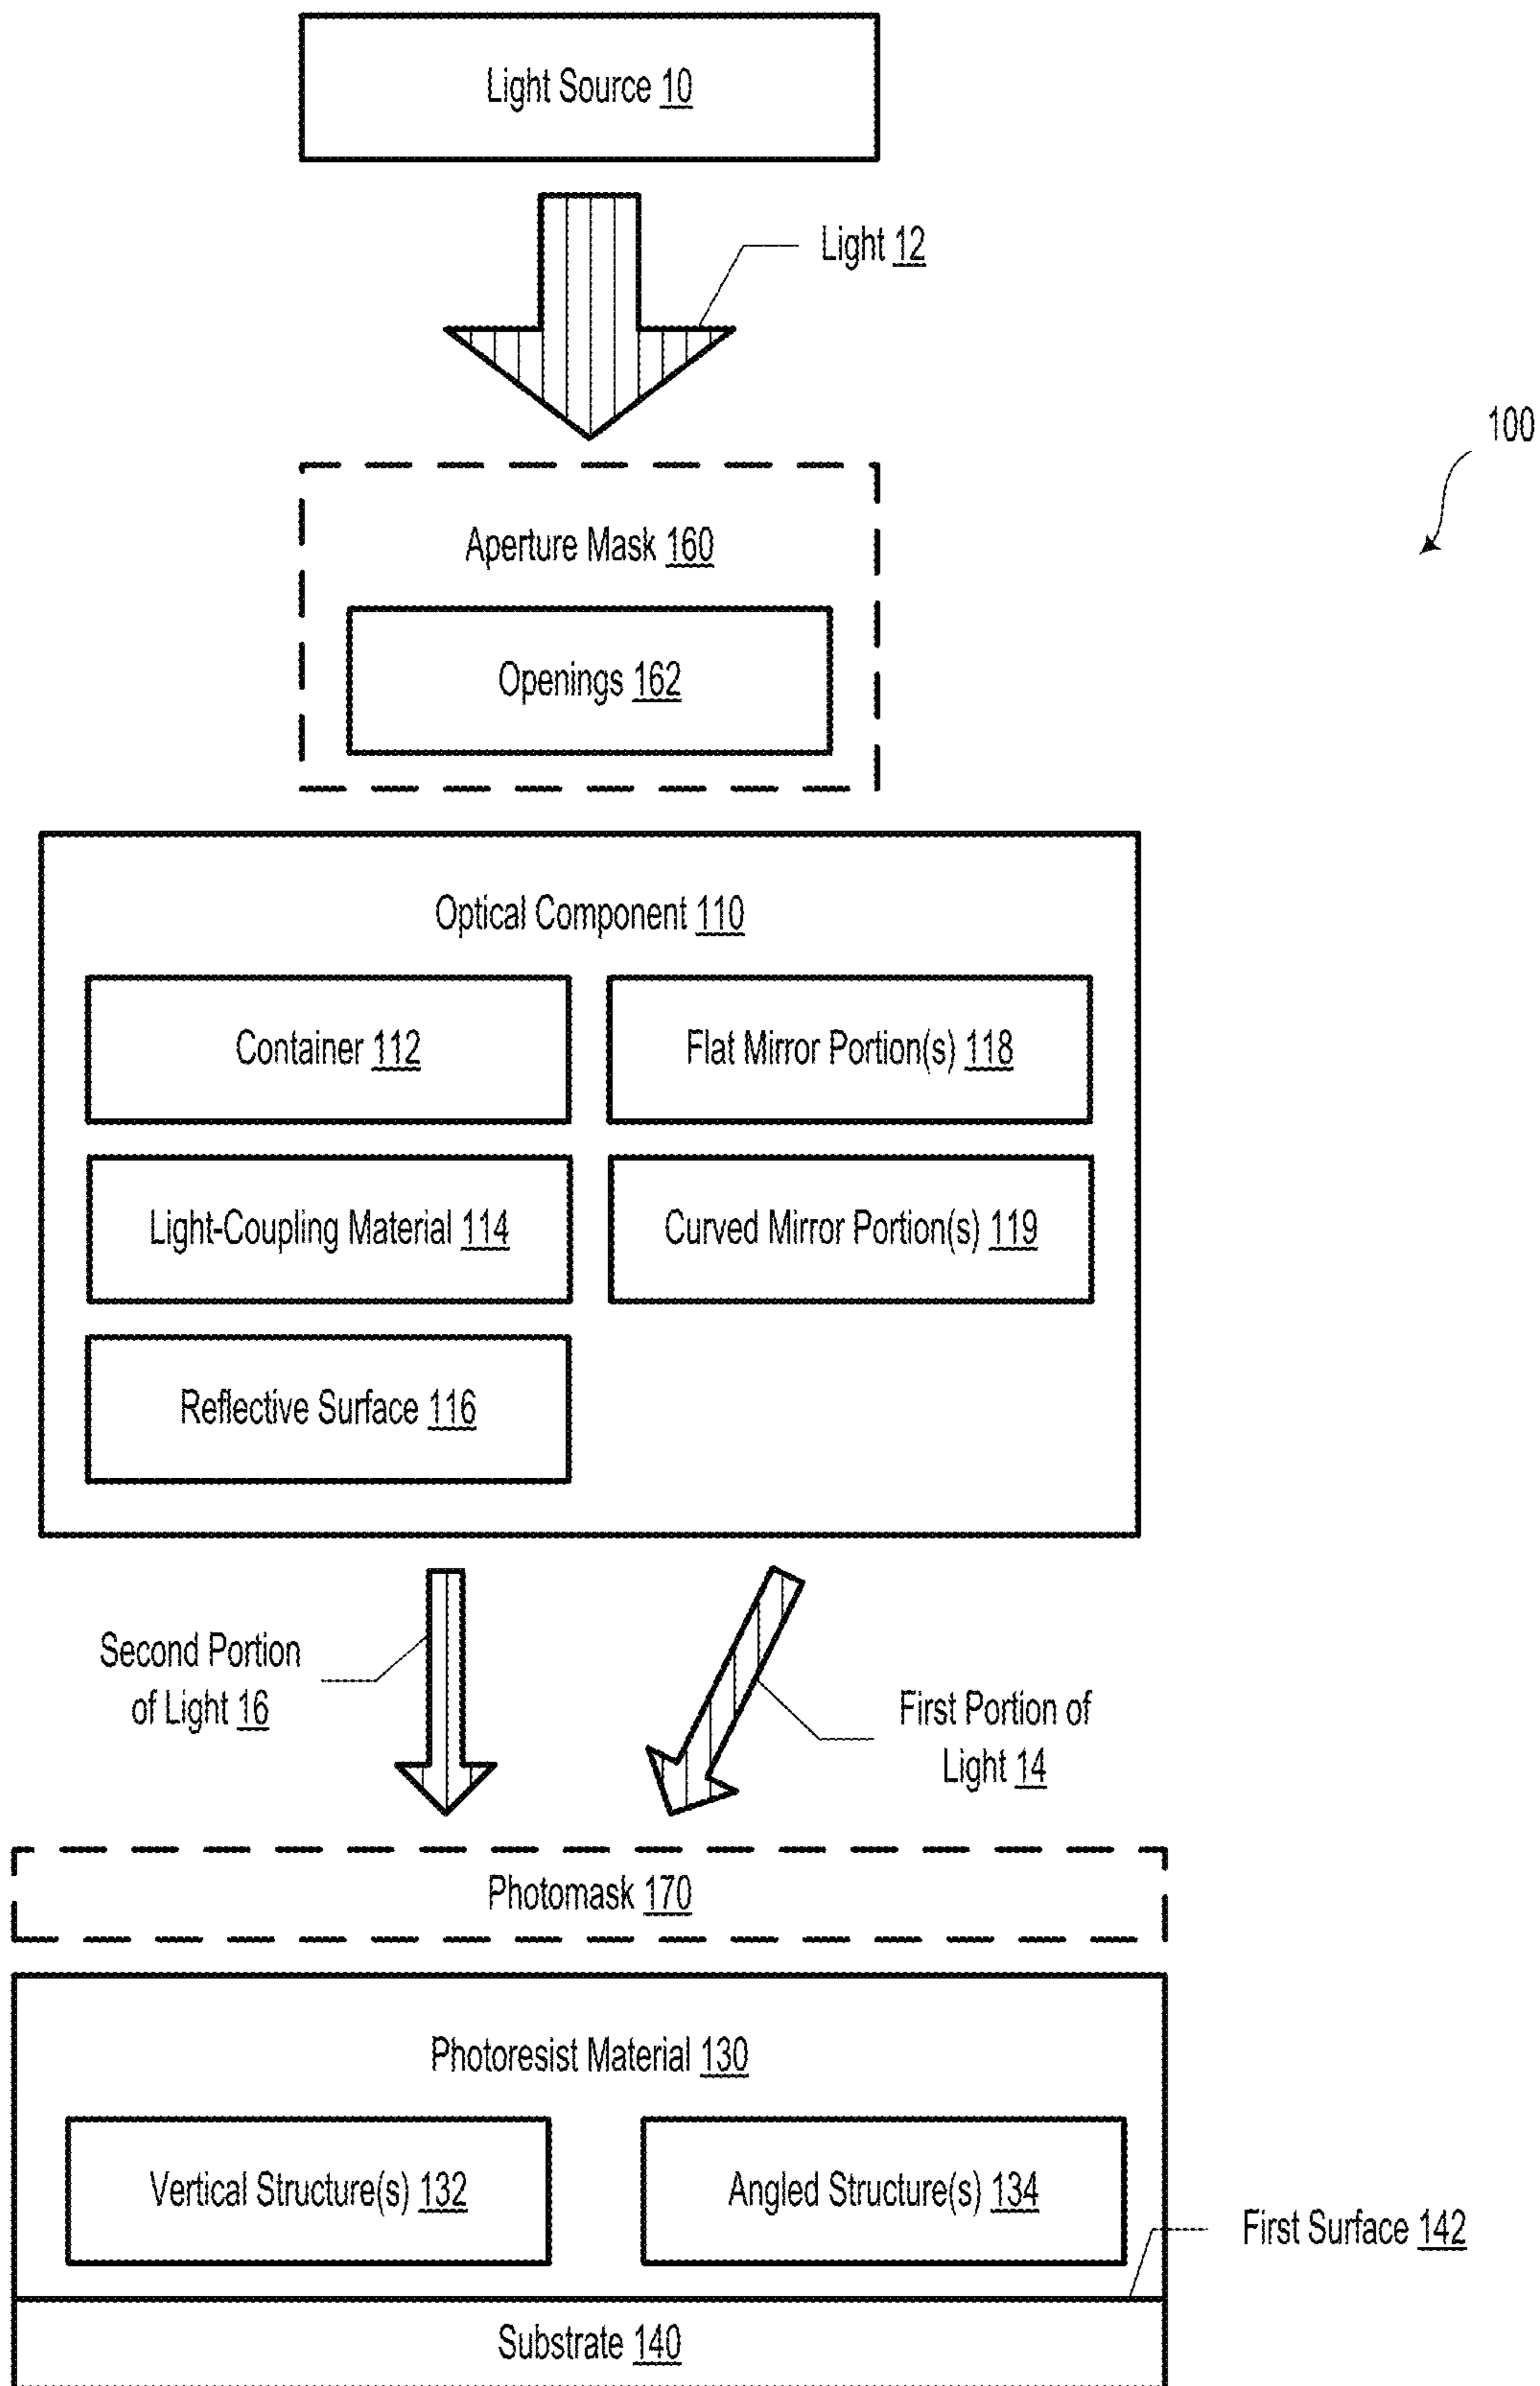 Light Source 10
Light 12
100
Aperture Mask 160
Openings 162
Optical Component 110
Container 112
Flat Mirror Portion(s) 118
Light-Coupling Material 114
Curved Mirror Portion(s) 119
Reflective Surface 116
Second Portion
of Light 16
First Portion of
Light 14
Photomask 170
Photoresist Material 130
Vertical Structure(s) 132
Angled Structure(s) 134
First Surface 142
Substrate 140